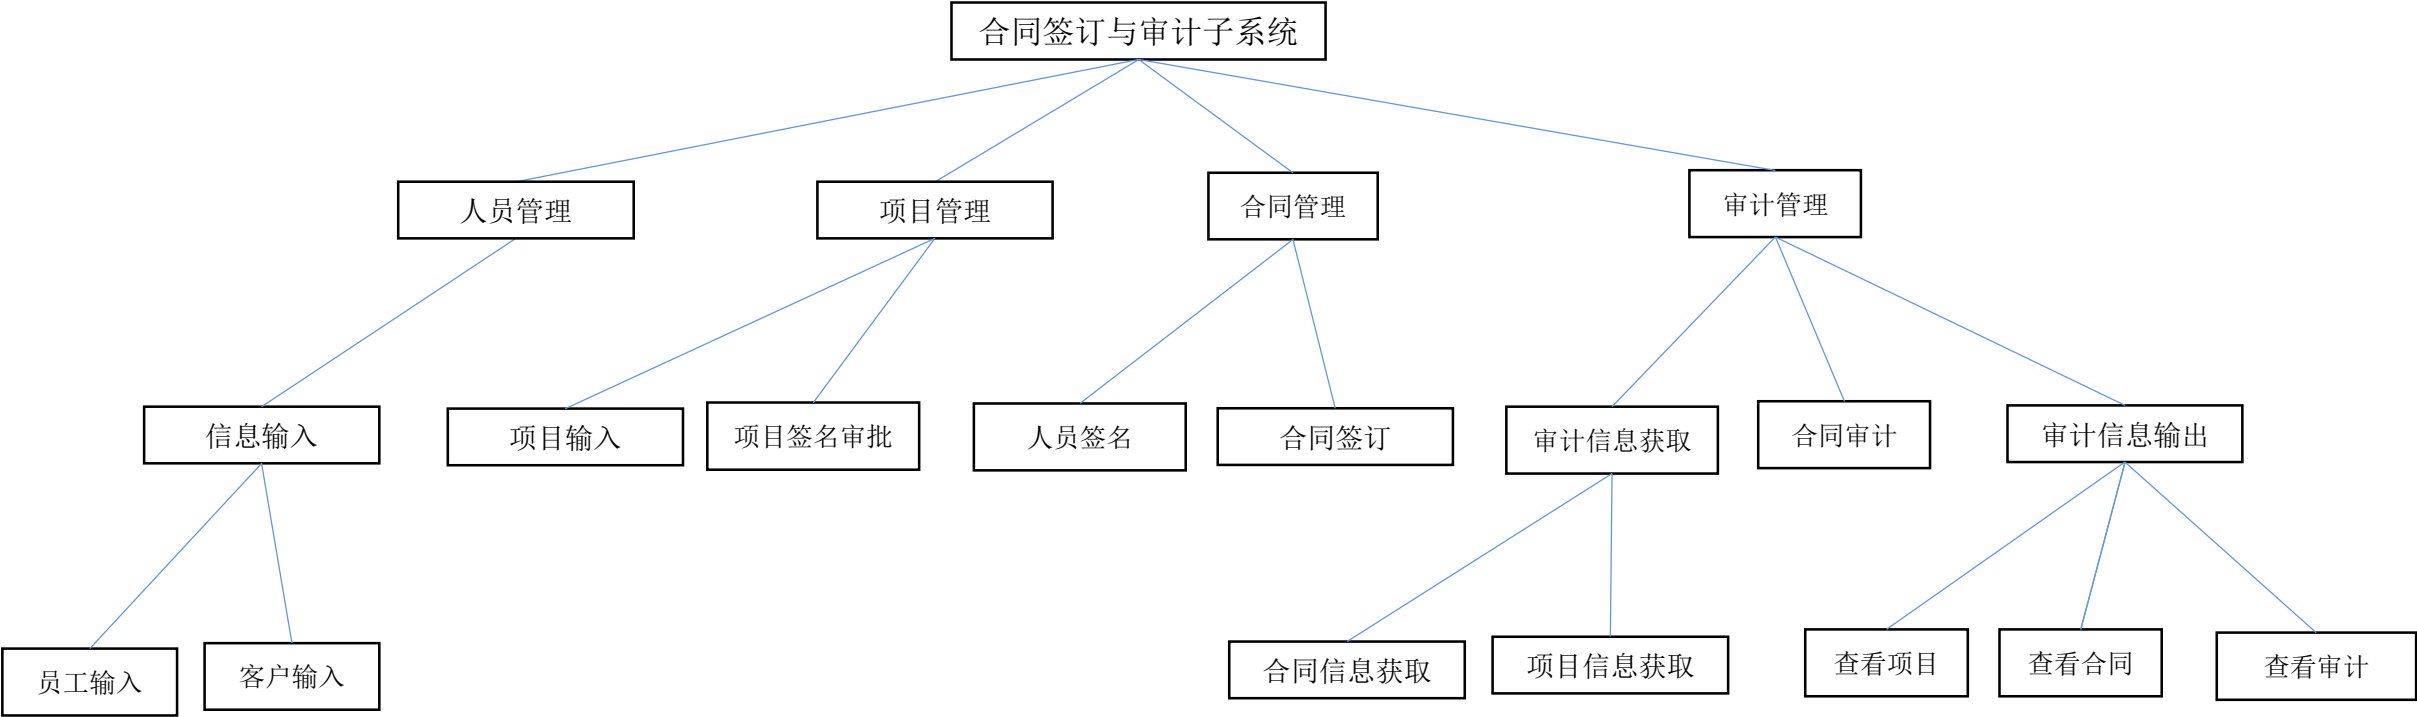 合同签订与审计子系统
人员管理
项目管理
合同管理
审计管理
信息输入
项目输入
项目签名审批
人员签名
合同签订
审计信息获取
合同审计
审计信息输出
员工输入
客户输入
合同信息获取
项目信息获取
查看项目
查看合同
查看审计